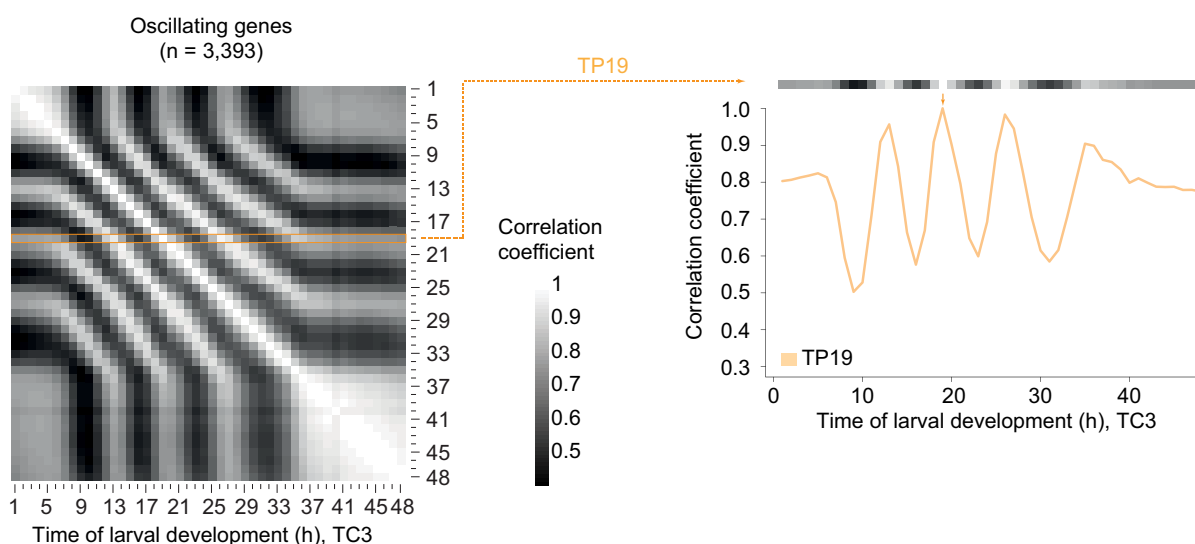 Oscillating genes
(n = 3,393)
TP19
1
5
9
13
17
21
25
29
33
37
41
45
48
1 5 9 13 17 21 25 29 33 37 41 45 48
Time of larval development (h), TC3
Correlation
coefficient
1
0.9
0.8
0.7
0.6
0.5
Correlation coefficient
1.0
0.9
0.8
0.7
0.6
0.5
0.4
0.3
TP19
0 10 20 30 40
Time of larval development (h), TC3